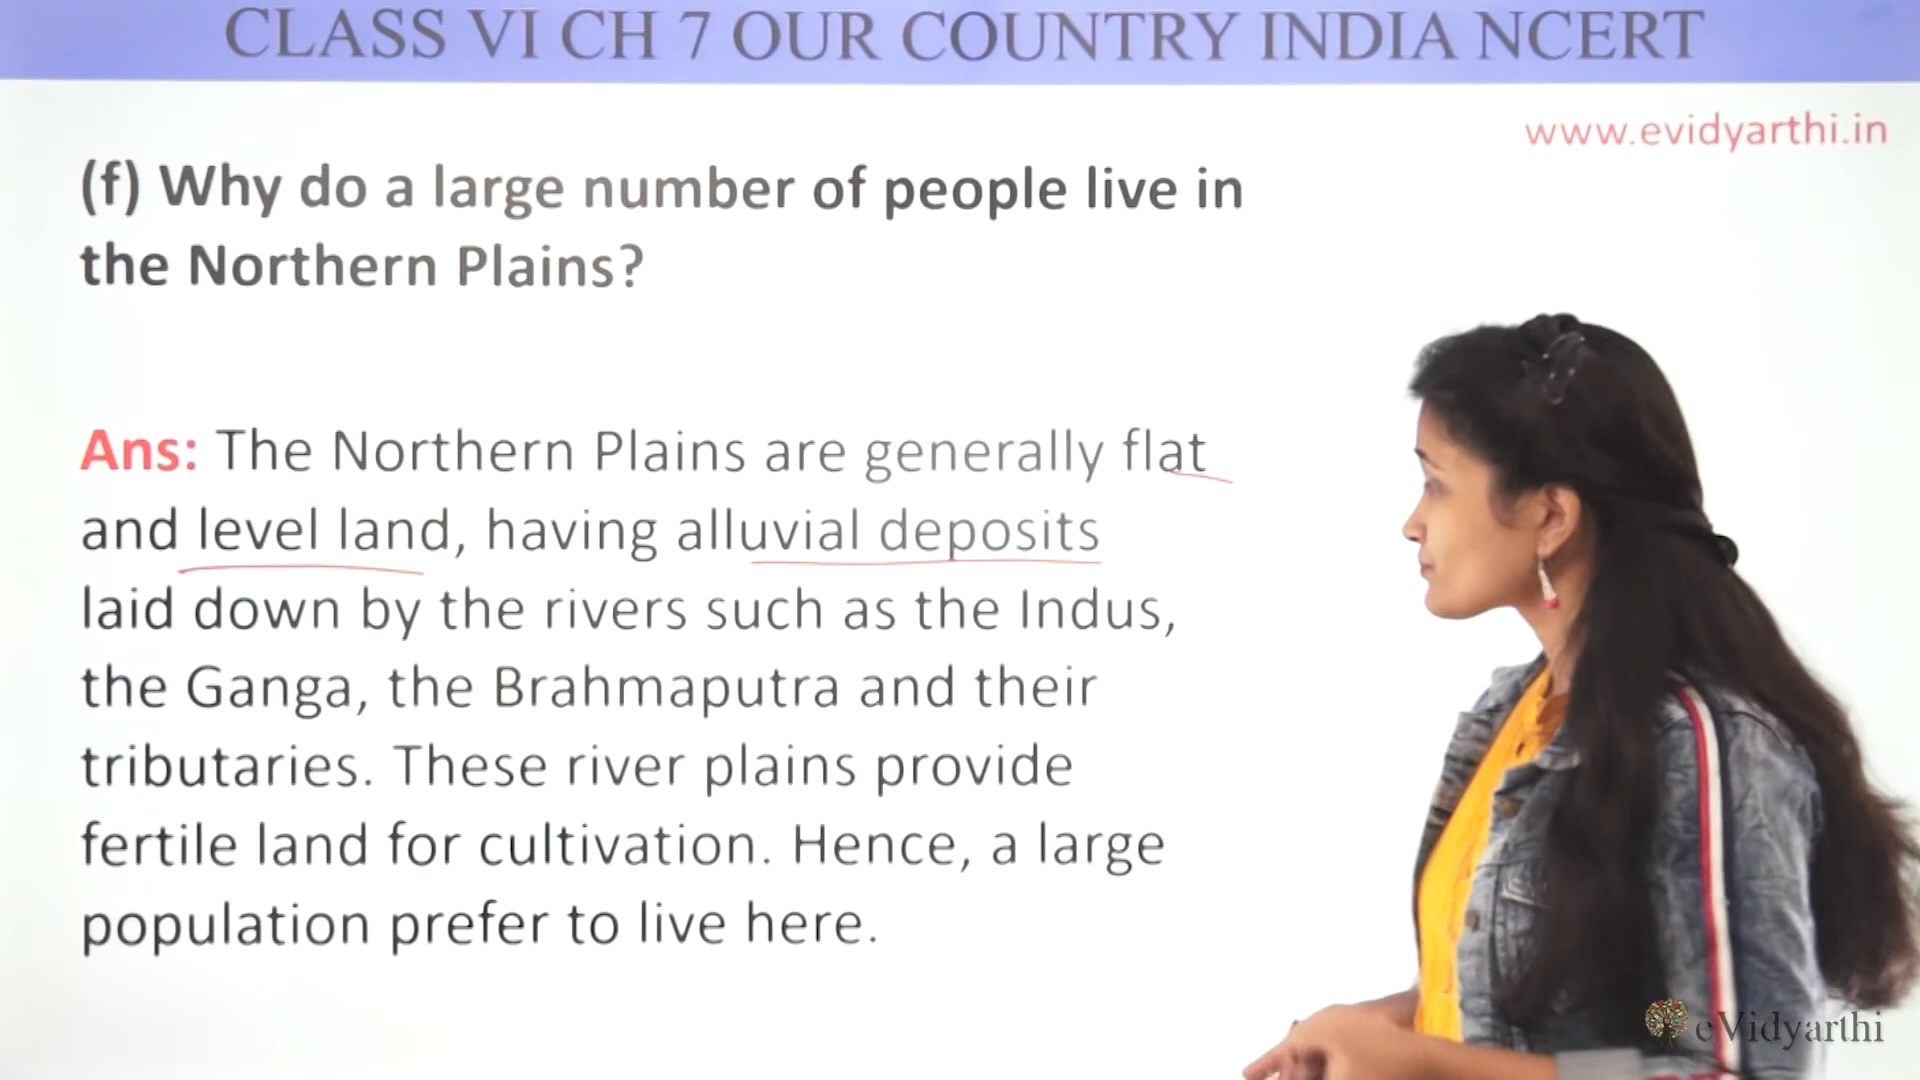 CLASS VI CH 7 OUR COUNTRY INDIA NCERT
www.evidyarthi.in
(f) Why do a large number of people live in
the Northern Plains?
Ans: The Northern Plains are generally flat
and level land, having alluvial deposits
laid down by the rivers such as the Indus,
the Ganga, the Brahmaputra and their
tributaries. These river plains provide
fertile land for cultivation. Hence, a large
population prefer to live here.
eVidyarthi